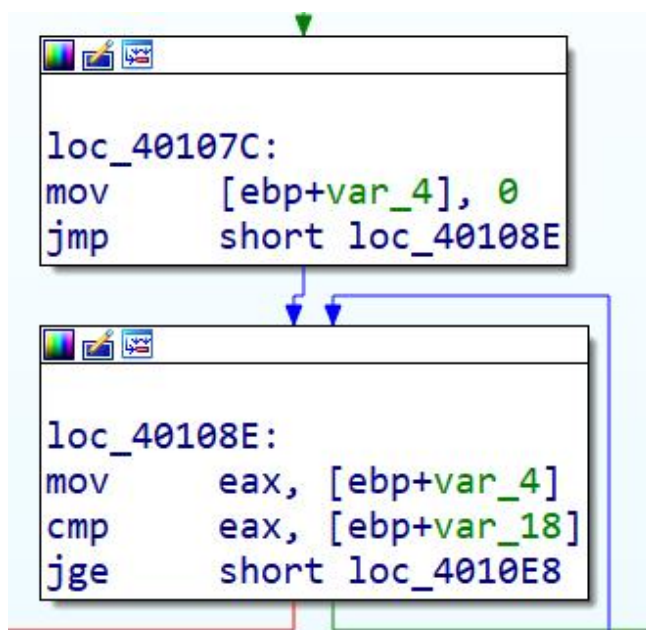 loc_40107C:
mov [ebp+var_4], 0
jmp short loc_40108E
loc_40108E:
mov eax, [ebp+var_4]
cmp eax, [ebp+var_18]
jge short loc_4010E8